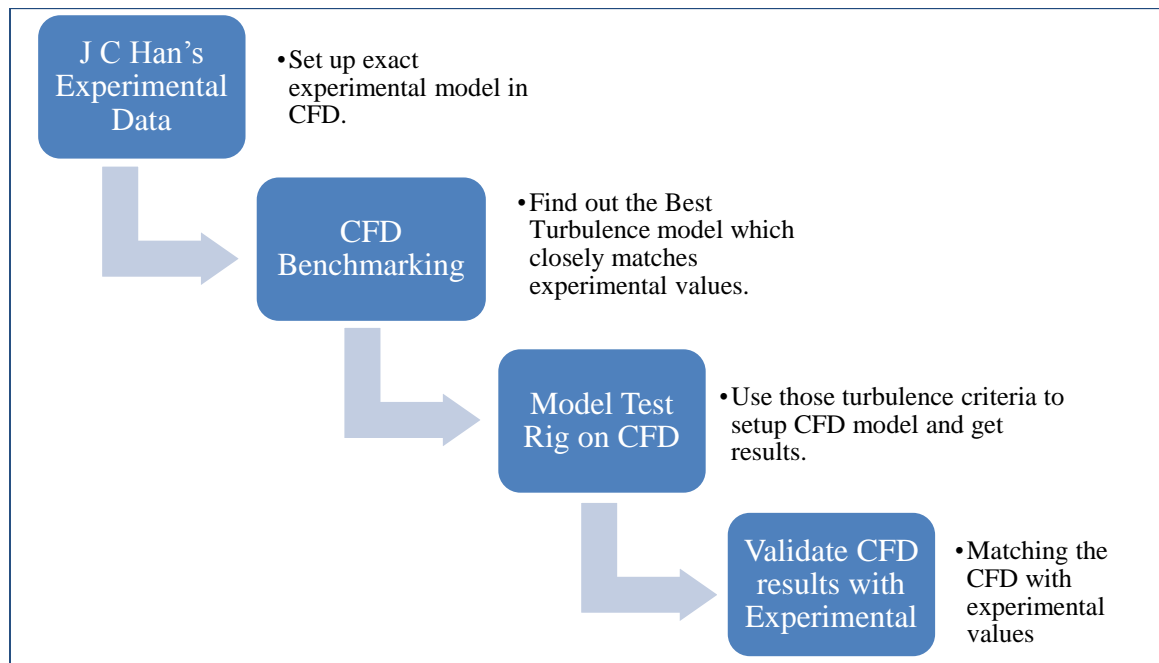 J C Han’s
Experimental
Data
•Set up exact
experimental model in
CFD.
CFD
Benchmarking
•Find out the Best
Turbulence model which
closely matches
experimental values.
Model Test
Rig on CFD
•Use those turbulence criteria to
setup CFD model and get
results.
Validate CFD
results with
Experimental
•Matching the
CFD with
experimental
values